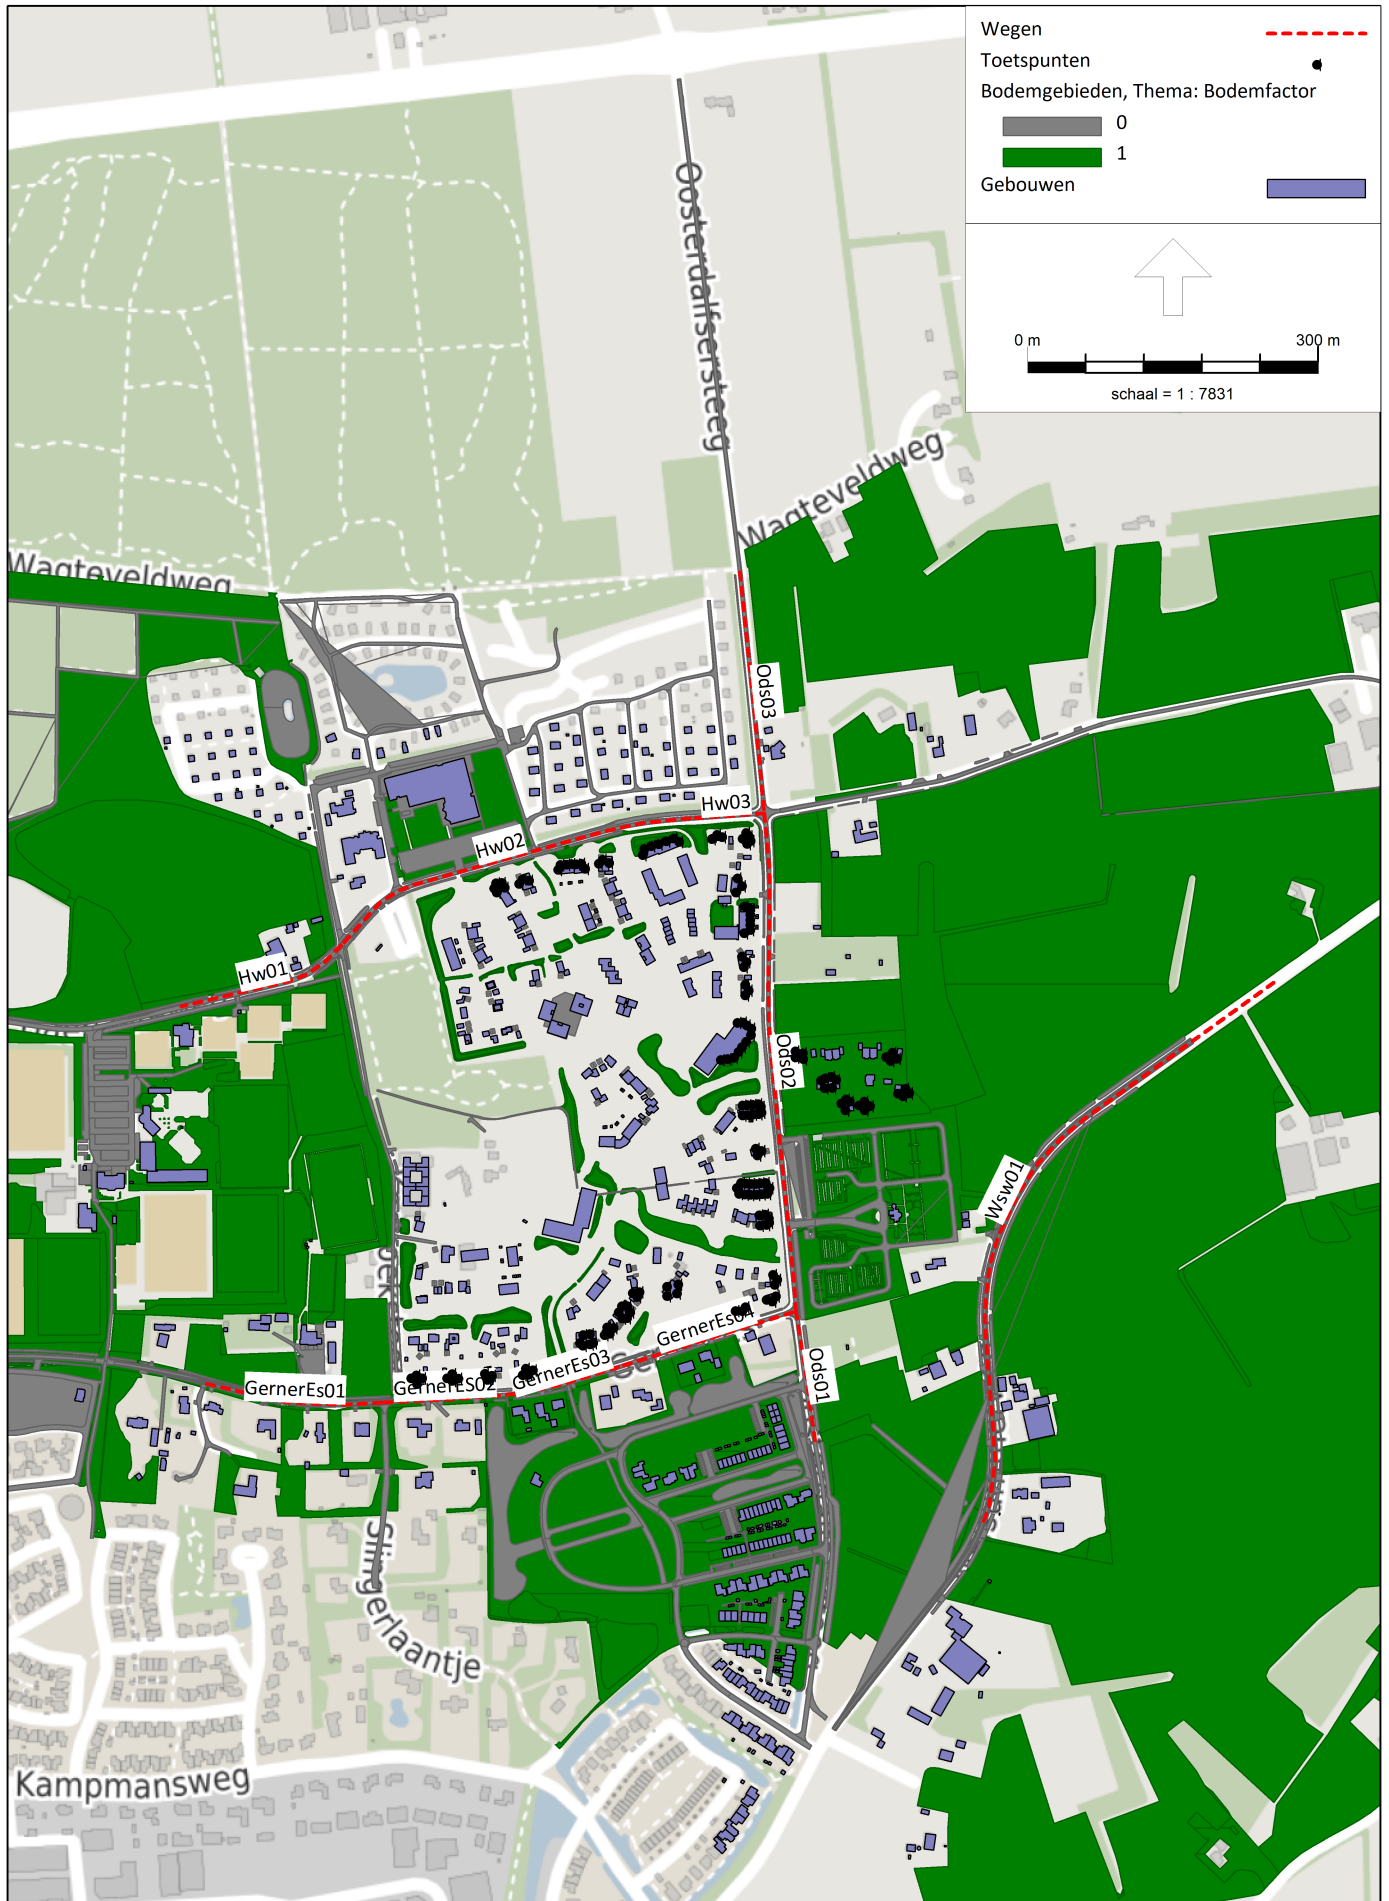 Wegen
Toetspunten
Bodemgebieden, Thema: Bodemfactor
0
1
Gebouwen
0 m 300 m
schaal = 1 : 7831
Oosterdalfsersteeg
Wagteveldweg
Wagteveldweg
Ods03
Hw03
Hw02
Hw01
Ods02
Wsw01
GernerEs04
GernerEs03
GernerES02
GernerEs01
Ods01
Slingerlaantje
Kampmansweg